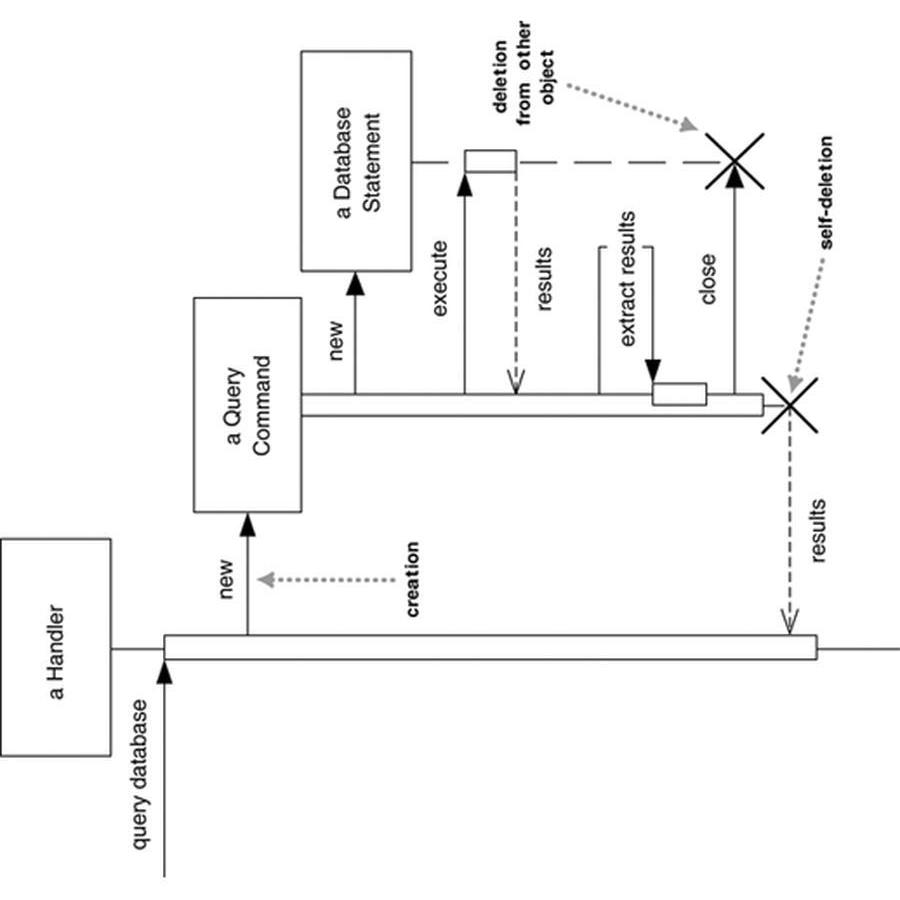 a Handler
query database
new
a Query
Command
creation
new
a Database
Statement
execute
results
deletion
from other
object
extract results
close
self-deletion
results